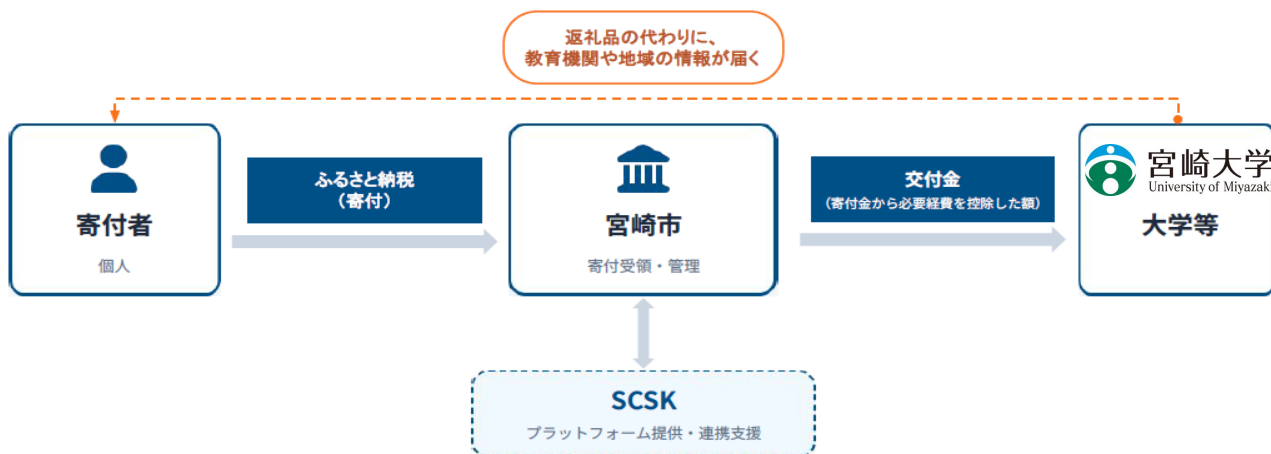 返礼品の代わりに、
教育機関や地域の情報が届く
寄付者
個人
ふるさと納税
（寄付）
宮崎市
寄付受領・管理
交付金
（寄付金から必要経費を控除した額）
宮崎大学
University of Miyazaki
大学等
SCSK
プラットフォーム提供・連携支援